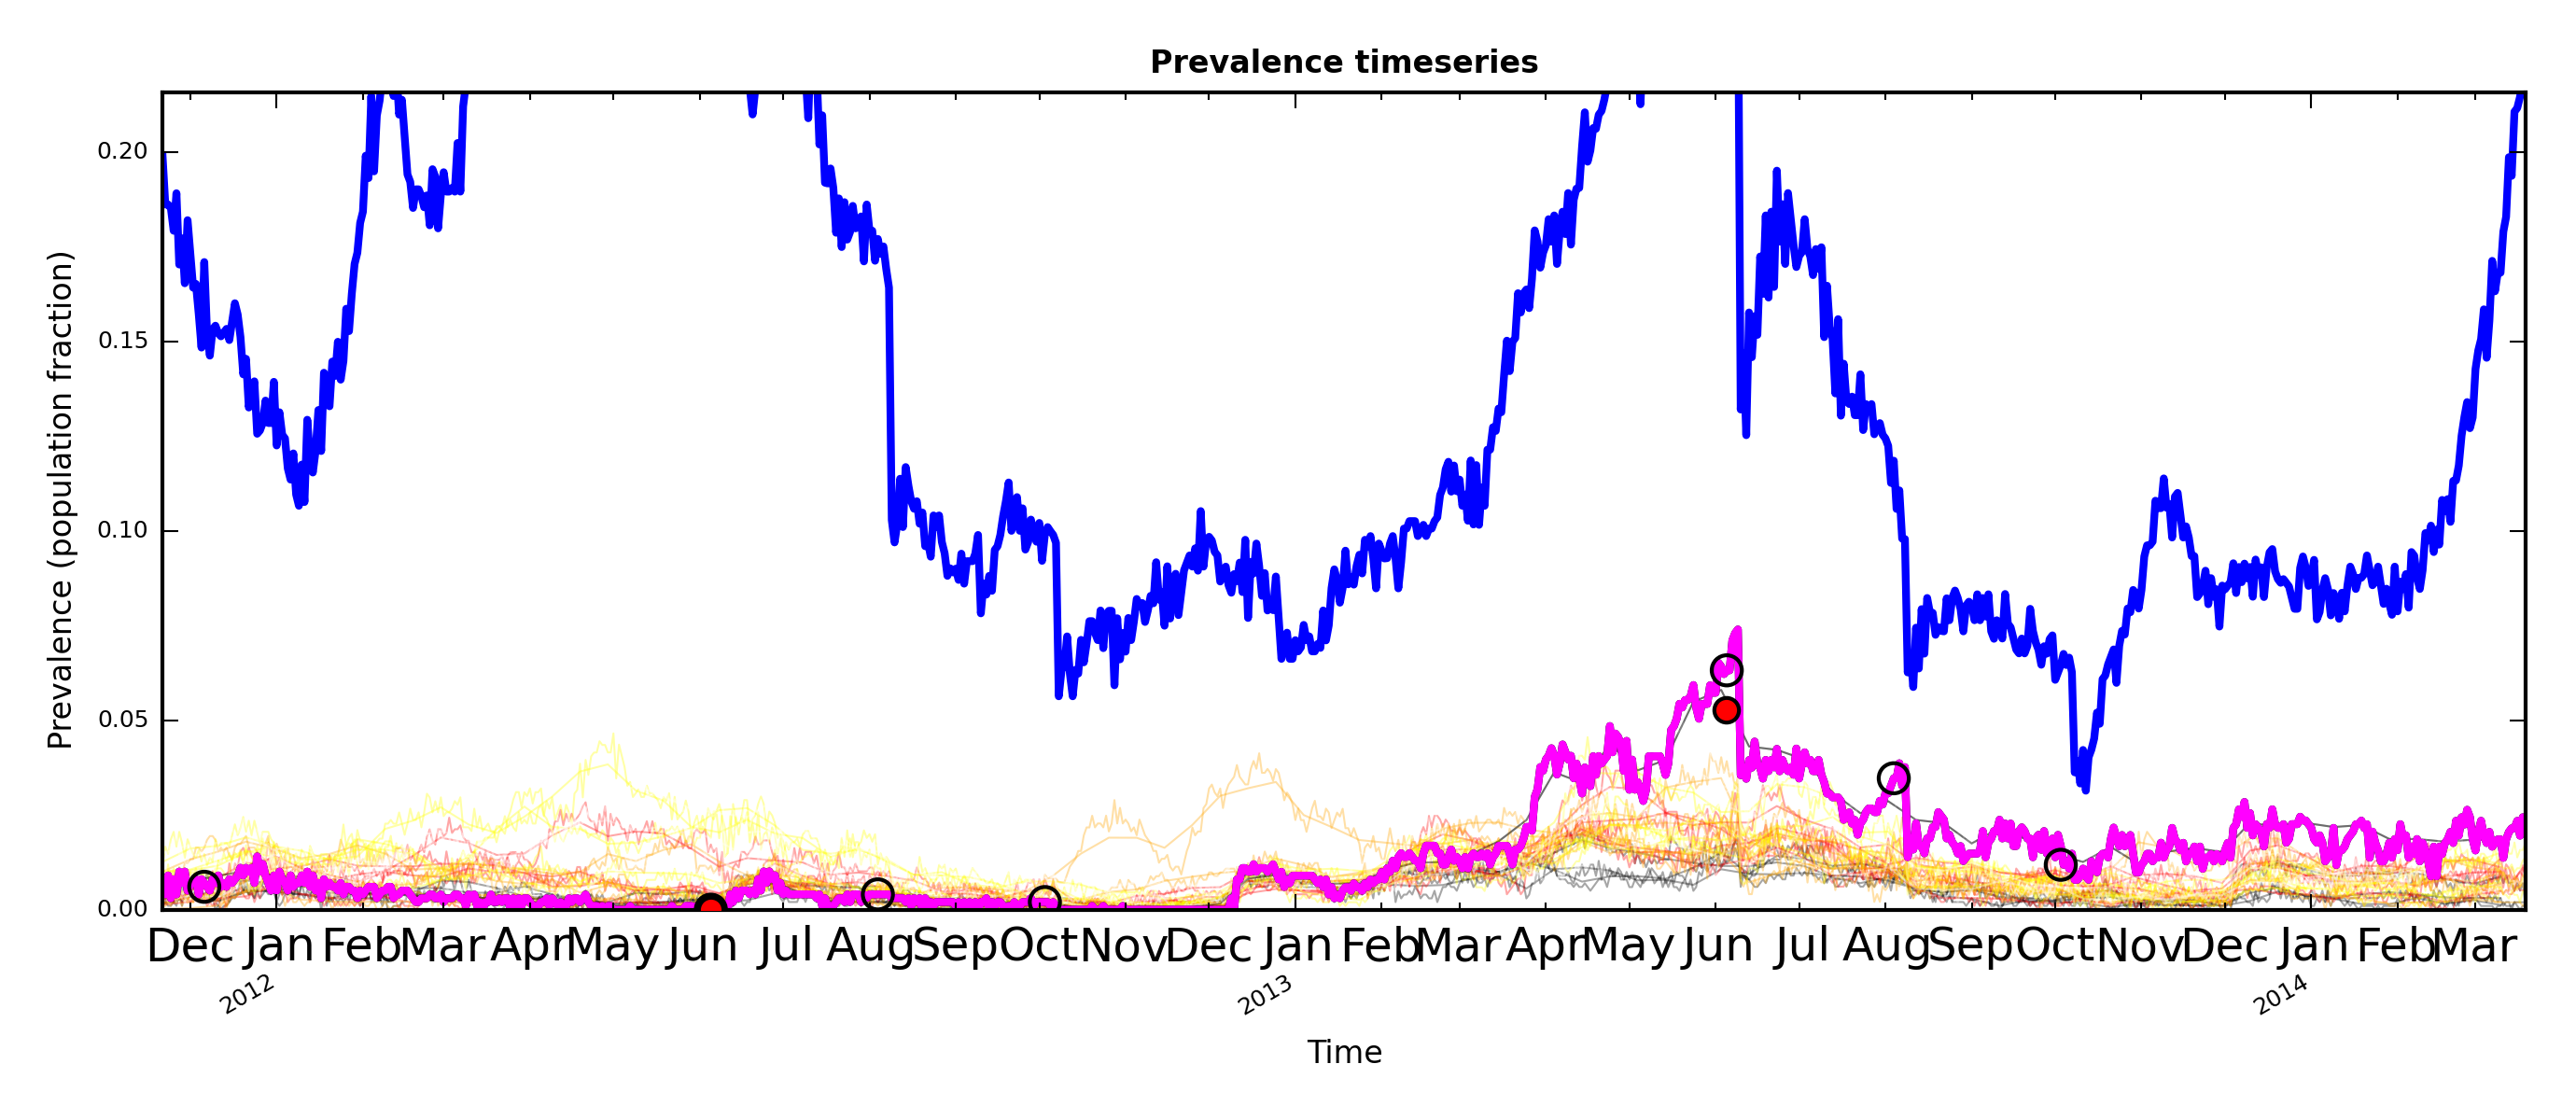 Prevalence timeseries
Prevalence (population fraction)
0.20
0.15
0.10
0.05
0.00
Dec Jan Feb Mar Apr May Jun Jul Aug Sep Oct Nov Dec Jan Feb Mar Apr May Jun Jul Aug Sep Oct Nov Dec Jan Feb Mar
2012 2013 2014
Time